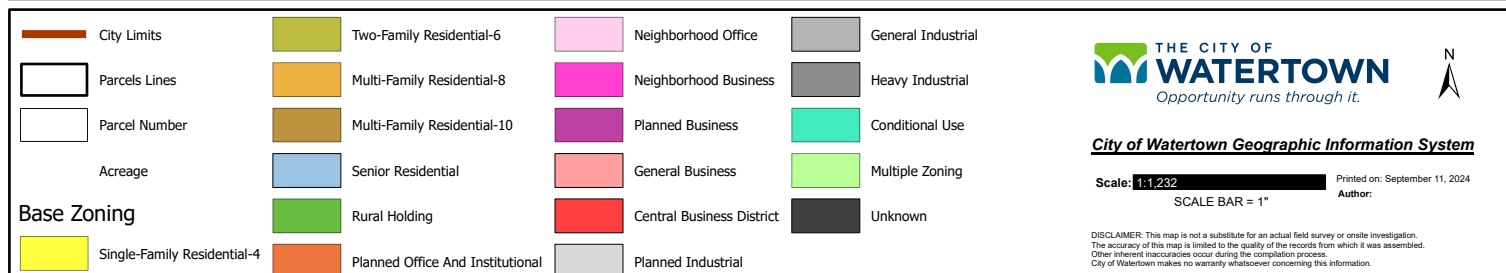 City Limits
Parcels Lines
Parcel Number
Acreage
Base Zoning
Single-Family Residential-4
Two-Family Residential-6
Multi-Family Residential-8
Multi-Family Residential-10
Senior Residential
Rural Holding
Planned Office And Institutional
Neighborhood Office
Neighborhood Business
Planned Business
General Business
Central Business District
Planned Industrial
General Industrial
Heavy Industrial
Conditional Use
Multiple Zoning
Unknown
THE CITY OF
WATERTOWN
Opportunity runs through it.
N
City of Watertown Geographic Information System
Scale: 1:1,232
SCALE BAR = 1"
Printed on: September 11, 2024
Author:
DISCLAIMER: This map is not a substitute for an actual field survey or onsite investigation.
The accuracy of this map is limited to the quality of the records from which it was assembled.
Other inherent inaccuracies occur during the compilation process.
City of Watertown makes no warranty whatsoever concerning this information.